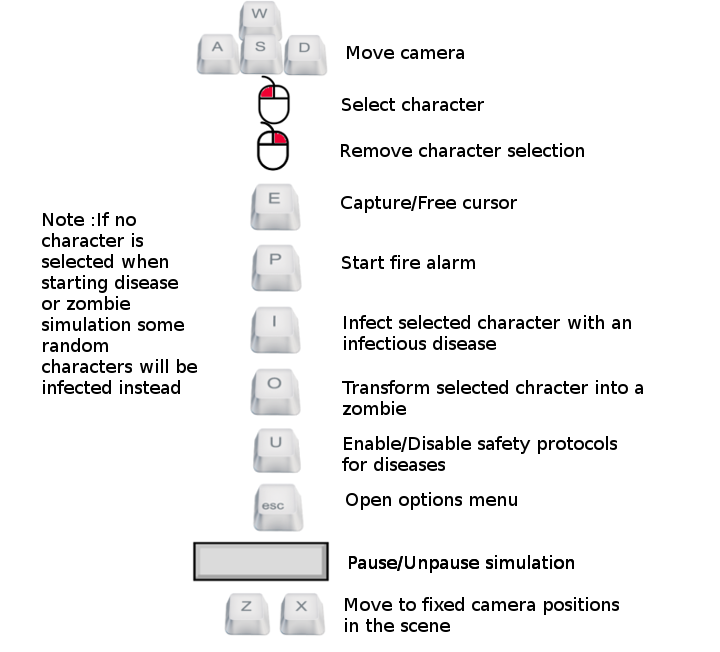 W
A S D
Move camera
Select character
Remove character selection
E
Capture/Free cursor
Note :If no
character is
selected when
starting disease
or zombie
simulation some
random
characters will be
infected instead
P
Start fire alarm
I
Infect selected character with an
infectious disease
O
Transform selected chracter into a
zombie
U
Enable/Disable safety protocols
for diseases
esc
Open options menu
Pause/Unpause simulation
Z X
Move to fixed camera positions
in the scene